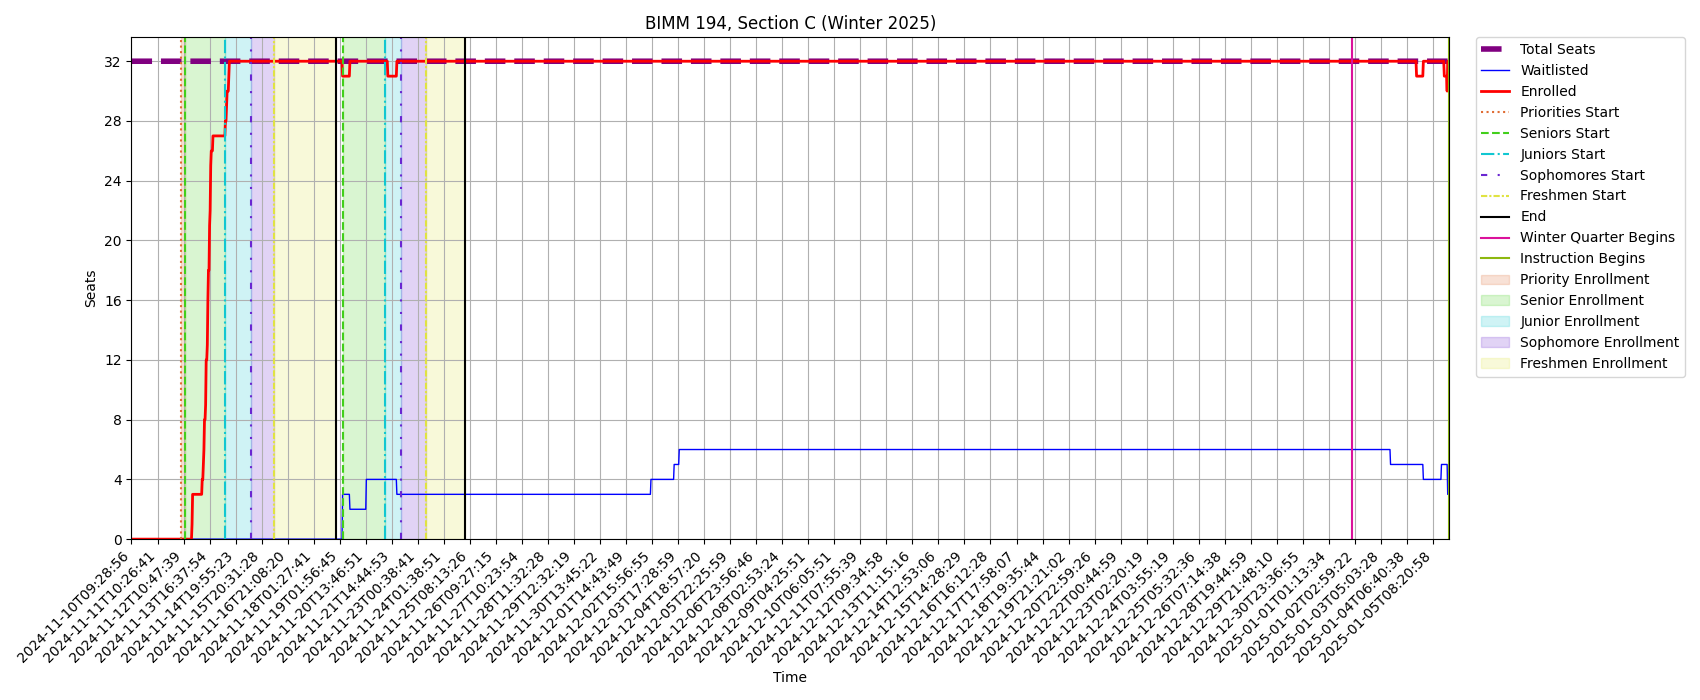 BIMM 194, Section C (Winter 2025)
Seats
32
28
24
20
16
12
8
4
0
2024-11-10T09:28:56
2024-11-11T10:26:41
2024-11-12T10:47:39
2024-11-13T16:37:54
2024-11-14T19:55:23
2024-11-15T20:31:28
2024-11-16T21:08:20
2024-11-18T01:27:41
2024-11-19T01:56:45
2024-11-20T13:46:51
2024-11-21T14:44:53
2024-11-23T00:38:41
2024-11-24T01:38:51
2024-11-25T08:13:26
2024-11-26T09:27:15
2024-11-27T10:23:54
2024-11-28T11:32:28
2024-11-29T12:32:19
2024-11-30T13:45:22
2024-12-01T14:43:49
2024-12-02T15:56:55
2024-12-03T17:28:59
2024-12-04T18:57:20
2024-12-05T22:25:59
2024-12-06T23:56:46
2024-12-08T02:53:24
2024-12-09T04:25:51
2024-12-10T06:05:51
2024-12-11T07:55:39
2024-12-12T09:34:58
2024-12-13T11:15:16
2024-12-14T12:53:06
2024-12-15T14:28:29
2024-12-16T16:12:28
2024-12-17T17:58:07
2024-12-18T19:35:44
2024-12-19T21:21:02
2024-12-20T22:59:26
2024-12-22T00:44:59
2024-12-23T02:20:19
2024-12-24T03:55:19
2024-12-25T05:32:36
2024-12-26T07:14:38
2024-12-28T19:44:59
2024-12-29T21:48:10
2024-12-30T23:36:55
2025-01-01T01:13:34
2025-01-02T02:59:22
2025-01-03T05:03:28
2025-01-04T06:40:38
2025-01-05T08:20:58
Time
Total Seats
Waitlisted
Enrolled
Priorities Start
Seniors Start
Juniors Start
Sophomores Start
Freshmen Start
End
Winter Quarter Begins
Instruction Begins
Priority Enrollment
Senior Enrollment
Junior Enrollment
Sophomore Enrollment
Freshmen Enrollment